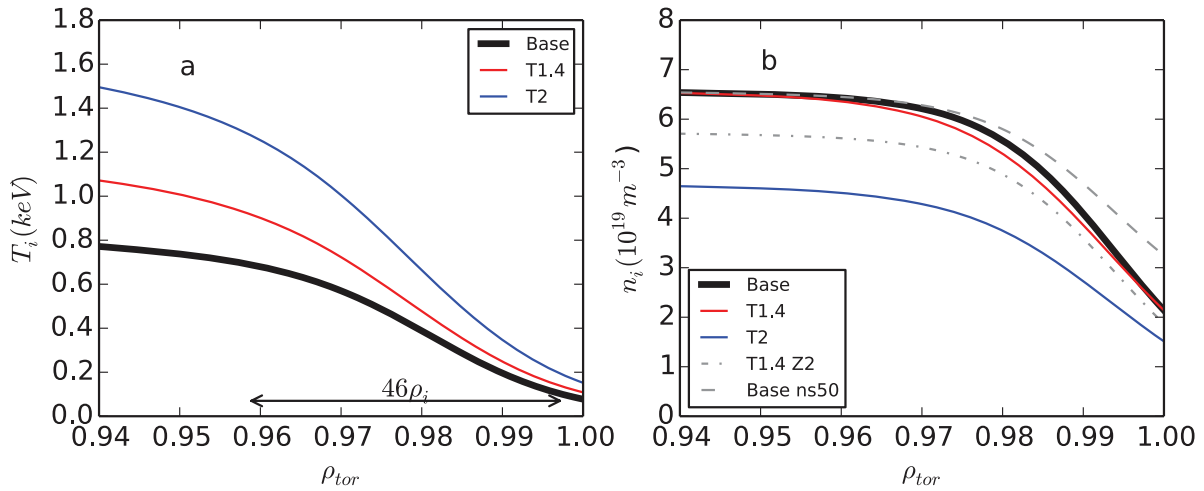 a
Base
T1.4
T2
T_i(keV)
1.8
1.6
1.4
1.2
1.0
0.8
0.6
0.4
0.2
0.0
46ρ_i
0.94 0.95 0.96 0.97 0.98 0.99 1.00
ρ_tor
b
n_i(10^19 m^−3)
8
7
6
5
4
3
2
1
0
Base
T1.4
T2
T1.4 Z2
Base ns50
0.94 0.95 0.96 0.97 0.98 0.99 1.00
ρ_tor